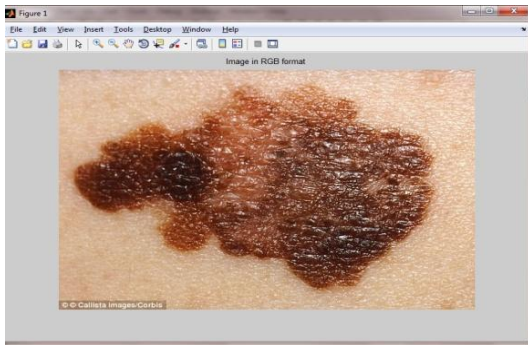 Figure 1
File Edit View Insert Tools Desktop Window Help
Image in RGB format
© © Callista Images/Corbis